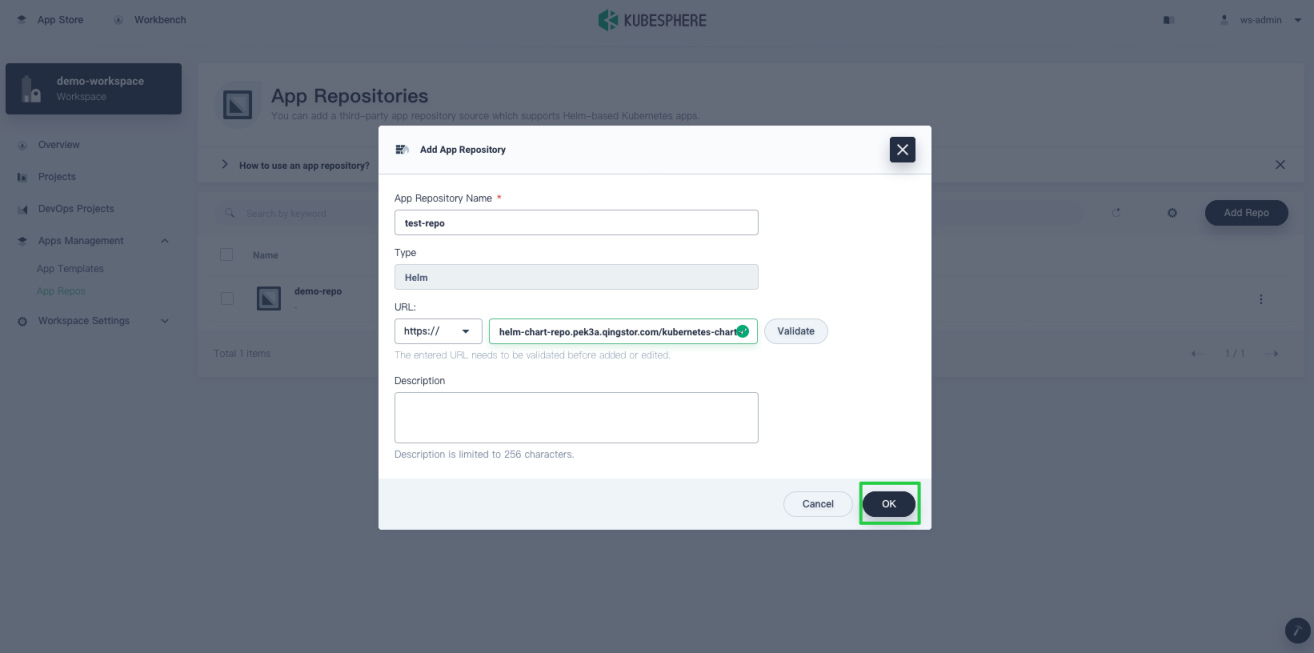 App Store
Workbench
KUBESPHERE
ws-admin
demo-workspace
Workspace
Overview
Projects
DevOps Projects
Apps Management
App Templates
App Repos
Workspace Settings
App Repositories
You can add a third-party app repository source which supports Helm-based Kubernetes apps.
How to use an app repository?
Search by keyword
Add Repo
Name
demo-repo
-
Total 1 items
1 / 1
Add App Repository
App Repository Name *
test-repo
Type
Helm
URL:
https://
helm-chart-repo.pek3a.qingstor.com/kubernetes-chart
Validate
The entered URL needs to be validated before added or edited.
Description
Description is limited to 256 characters.
Cancel
OK